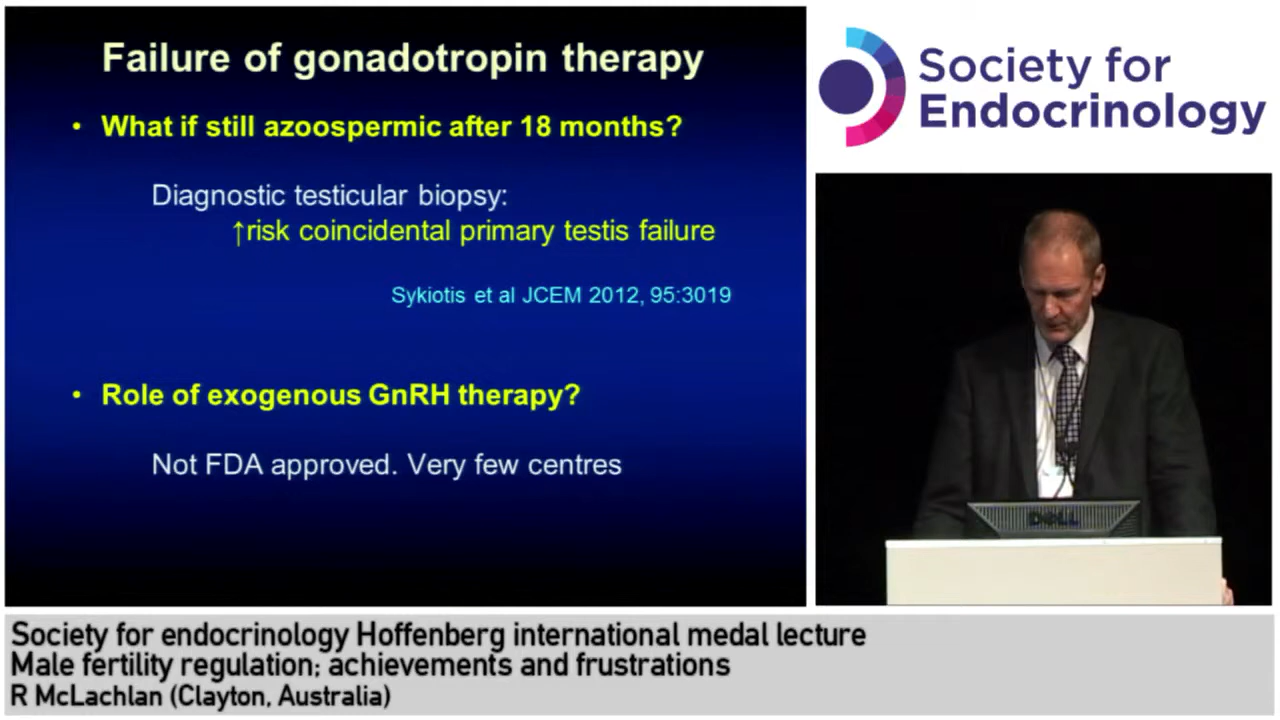 Failure of gonadotropin therapy
• What if still azoospermic after 18 months?
Diagnostic testicular biopsy:
↑risk coincidental primary testis failure
Sykiotis et al JCEM 2012, 95:3019
• Role of exogenous GnRH therapy?
Not FDA approved. Very few centres
Society for
Endocrinology
DELL
Society for endocrinology Hoffenberg international medal lecture
Male fertility regulation; achievements and frustrations
R McLachlan (Clayton, Australia)